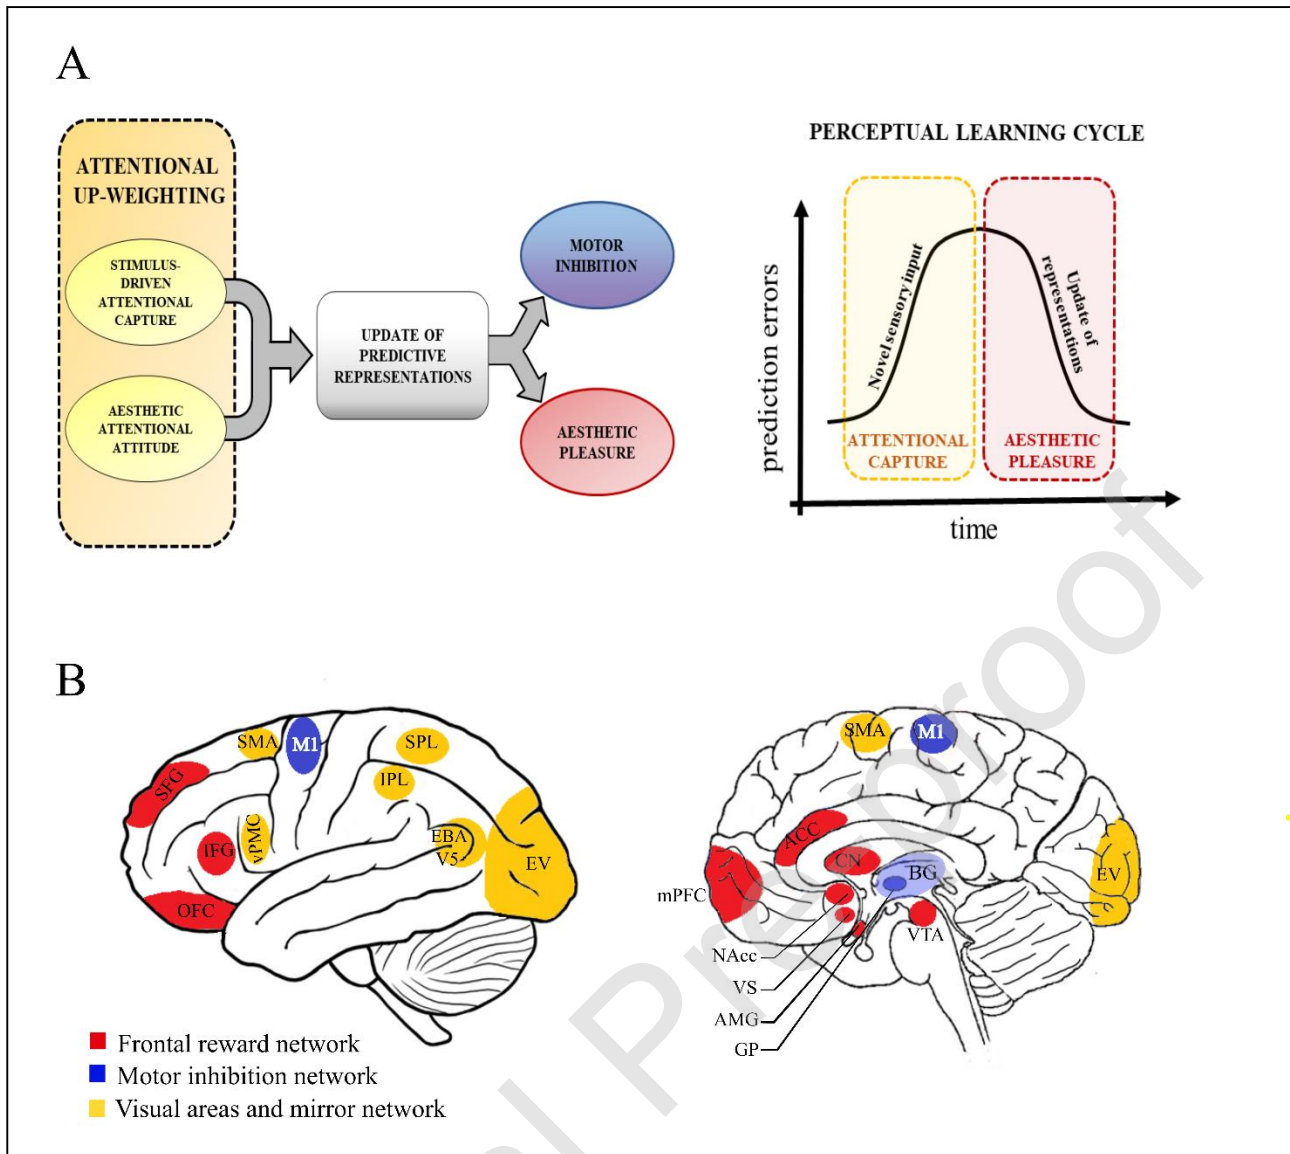 A
ATTENTIONAL
UP-WEIGHTING
STIMULUS-
DRIVEN
ATTENTIONAL
CAPTURE
AESTHETIC
ATTENTIONAL
ATTITUDE
UPDATE OF
PREDICTIVE
REPRESENTATIONS
MOTOR
INHIBITION
AESTHETIC
PLEASURE
PERCEPTUAL LEARNING CYCLE
prediction errors
Novel sensory input
Update of
representations
ATTENTIONAL
CAPTURE
AESTHETIC
PLEASURE
time
B
SMA
M1
SPL
SFG
IPL
IFG
vPMC
EBA
V5
EV
OFC
SMA
M1
ACC
CN
BG
EV
mPFC
VTA
NAcc
VS
AMG
GP
Frontal reward network
Motor inhibition network
Visual areas and mirror network